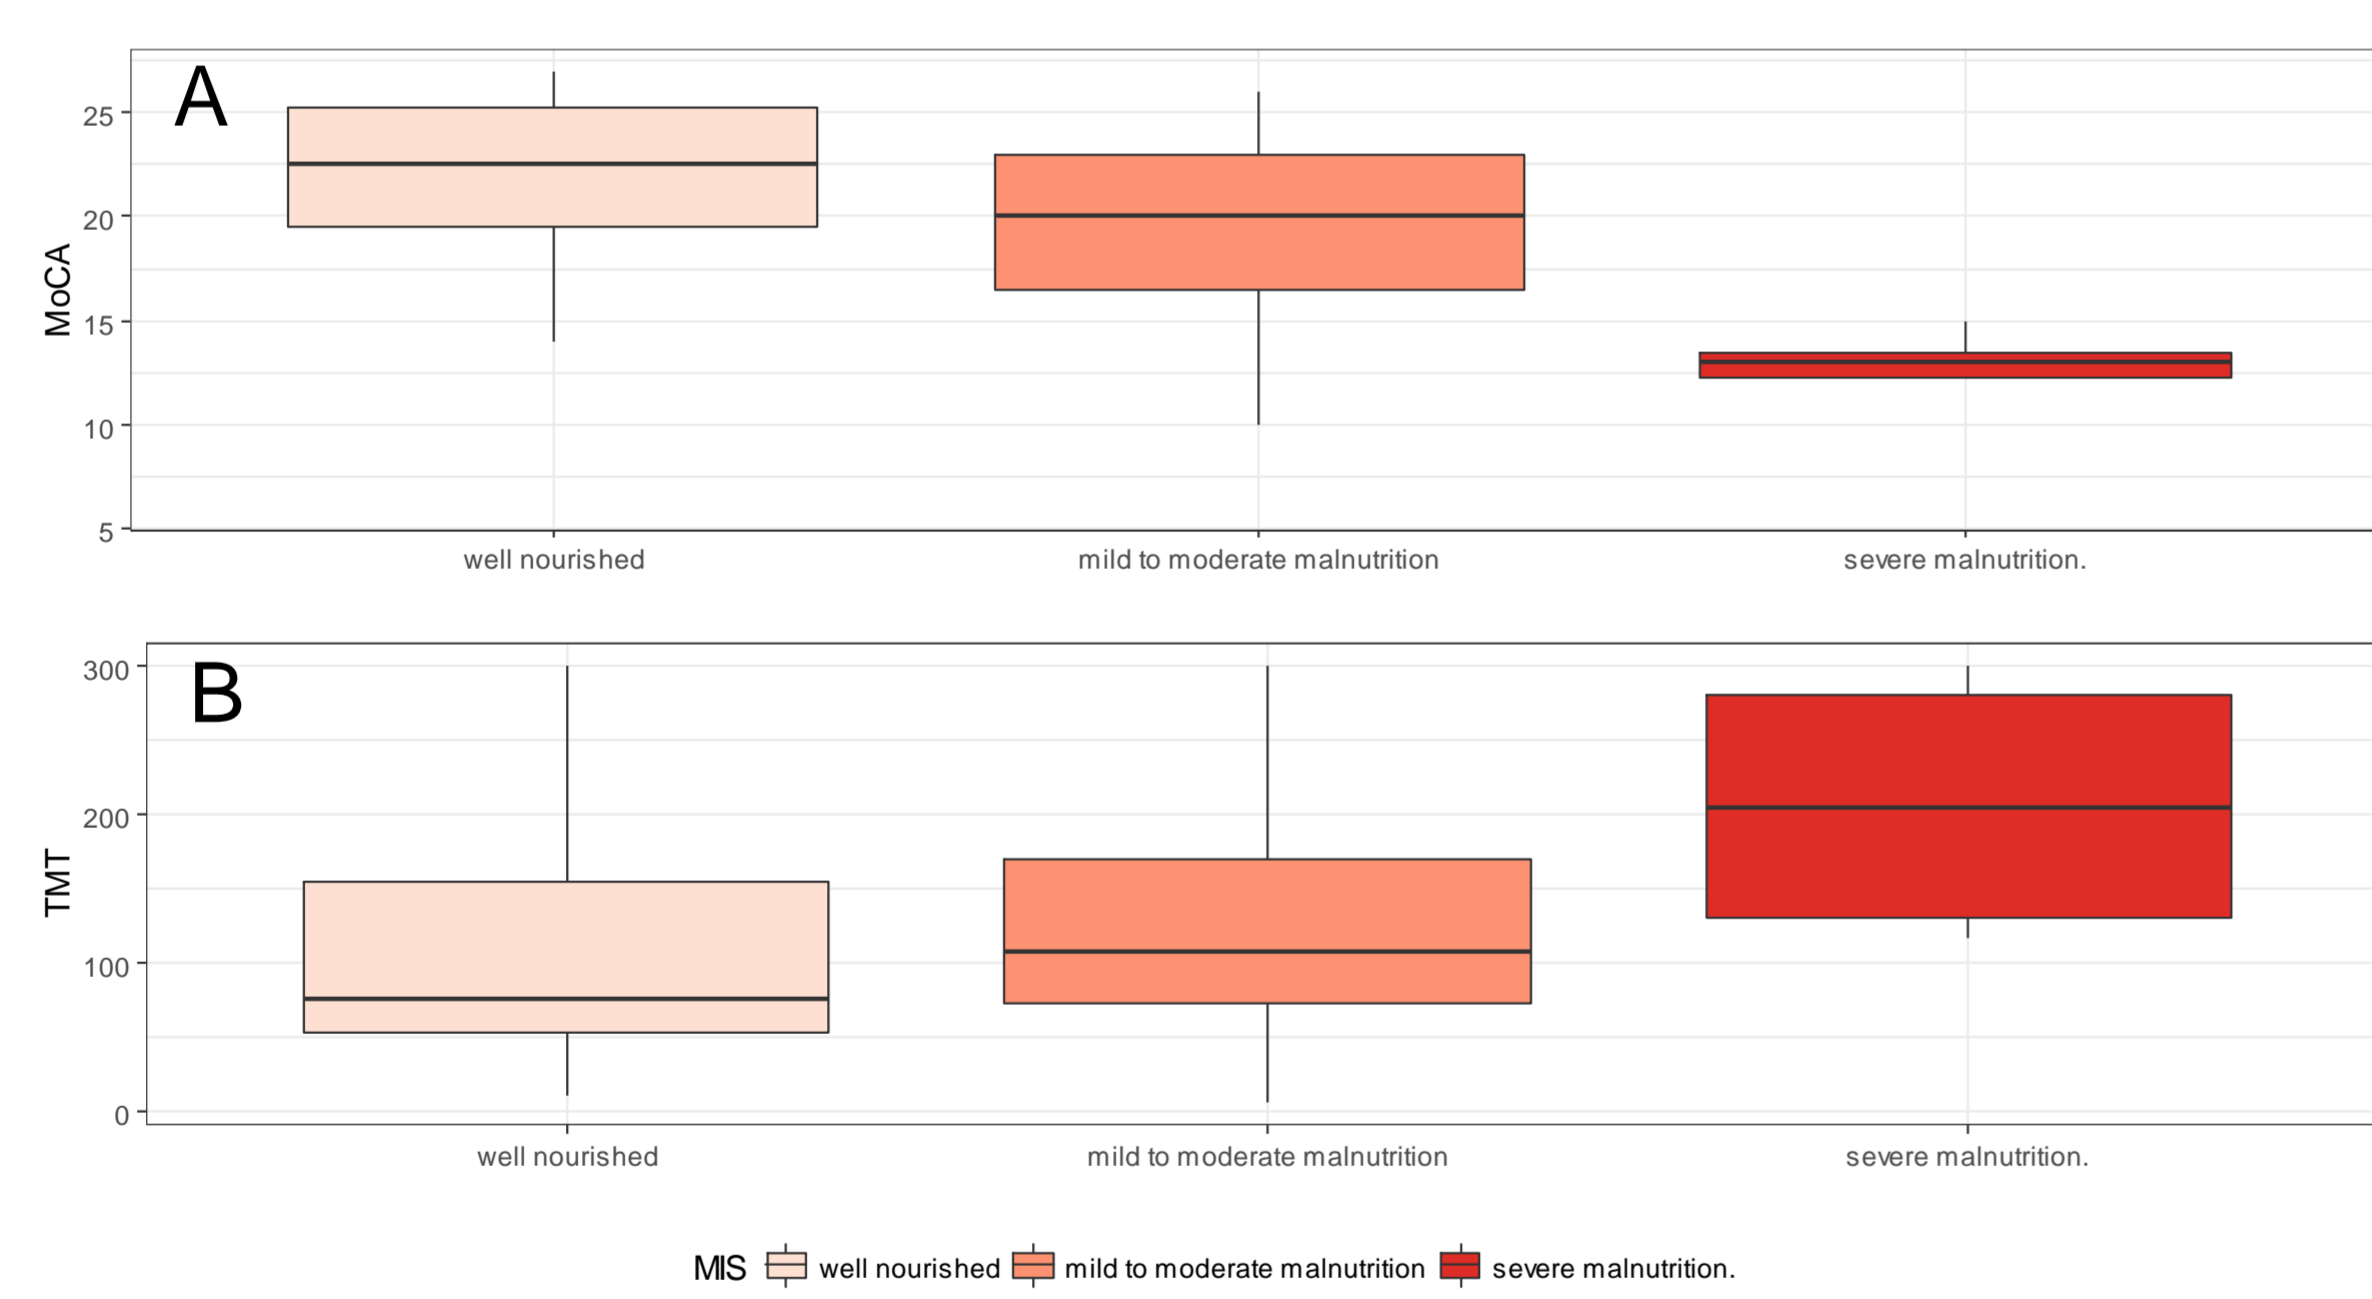 A
MoCA
25
20
15
10
5
well nourished
mild to moderate malnutrition
severe malnutrition.
B
TMT
300
200
100
0
well nourished
mild to moderate malnutrition
severe malnutrition.
MIS well nourished mild to moderate malnutrition severe malnutrition.